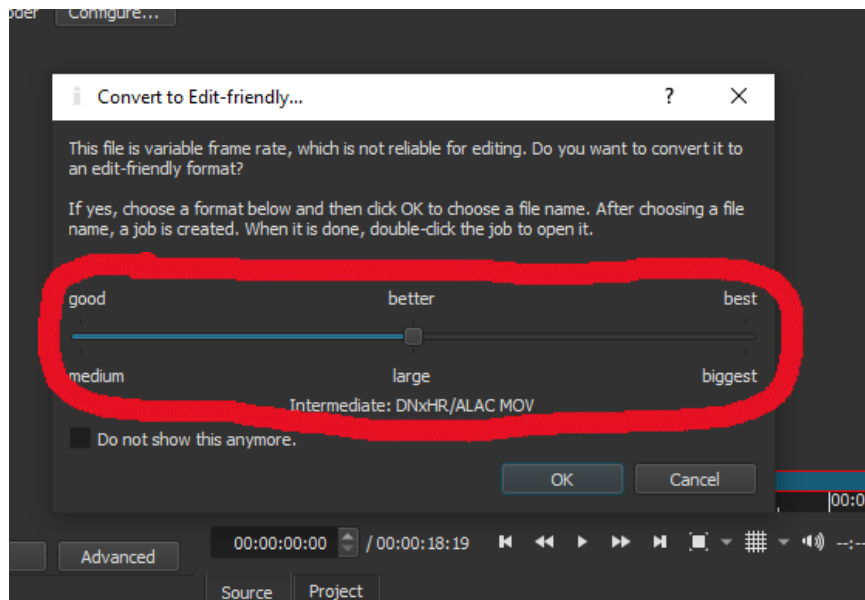 Configure...
Convert to Edit-friendly... ?
This file is variable frame rate, which is not reliable for editing. Do you want to convert it to
an edit-friendly format?
If yes, choose a format below and then click OK to choose a file name. After choosing a file
name, a job is created. When it is done, double-click the job to open it.
good better best
medium large biggest
Intermediate: DNxHR/ALAC MOV
Do not show this anymore.
OK Cancel
00:00:00:00 / 00:00:18:19 --:--
Advanced
Source Project